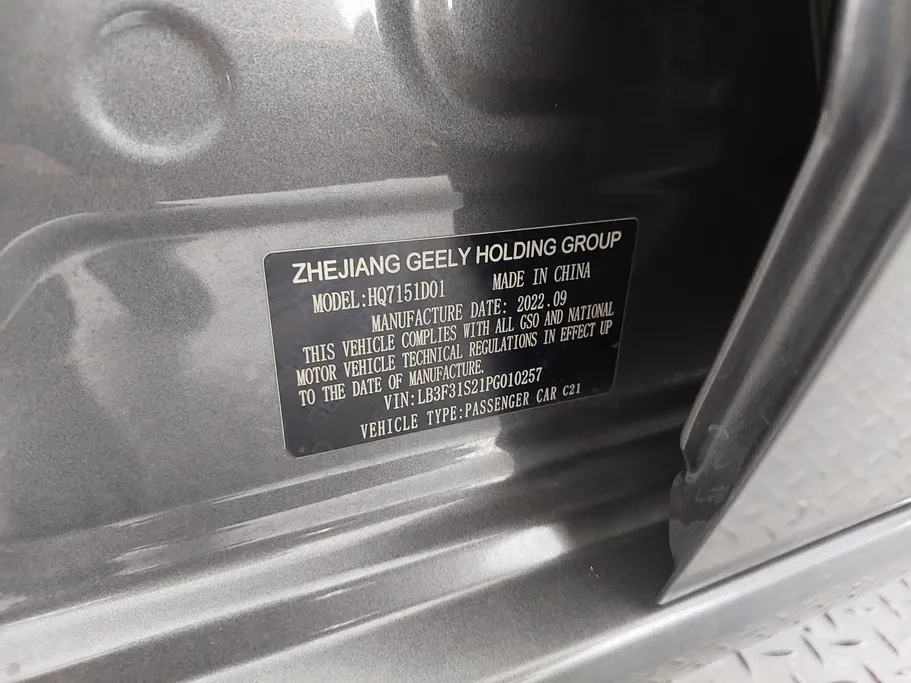 ZHEJIANG GEELY HOLDING GROUP
MODEL:HQ7151D01 MADE IN CHINA
MANUFACTURE DATE: 2022.09
THIS VEHICLE COMPLIES WITH ALL GSO AND NATIONAL
MOTOR VEHICLE TECHNICAL REGULATIONS IN EFFECT UP
TO THE DATE OF MANUFACTURE.
VIN:LB3F31S21PG010257
VEHICLE TYPE:PASSENGER CAR C21